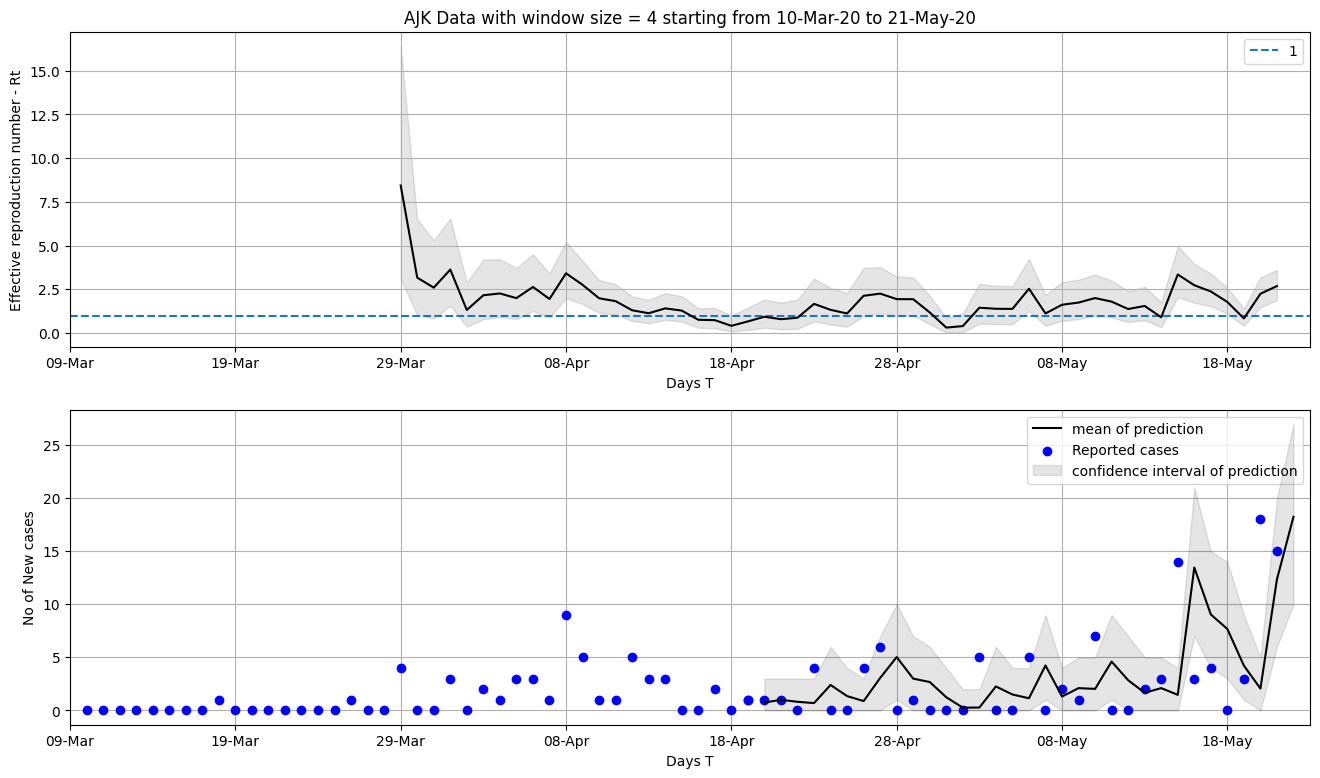 AJK Data with window size = 4 starting from 10-Mar-20 to 21-May-20
Effective reproduction number - Rt
15.0
12.5
10.0
7.5
5.0
2.5
0.0
1
09-Mar 19-Mar 29-Mar 08-Apr 18-Apr 28-Apr 08-May 18-May
Days T
No of New cases
25
20
15
10
5
0
mean of prediction
Reported cases
confidence interval of prediction
09-Mar 19-Mar 29-Mar 08-Apr 18-Apr 28-Apr 08-May 18-May
Days T